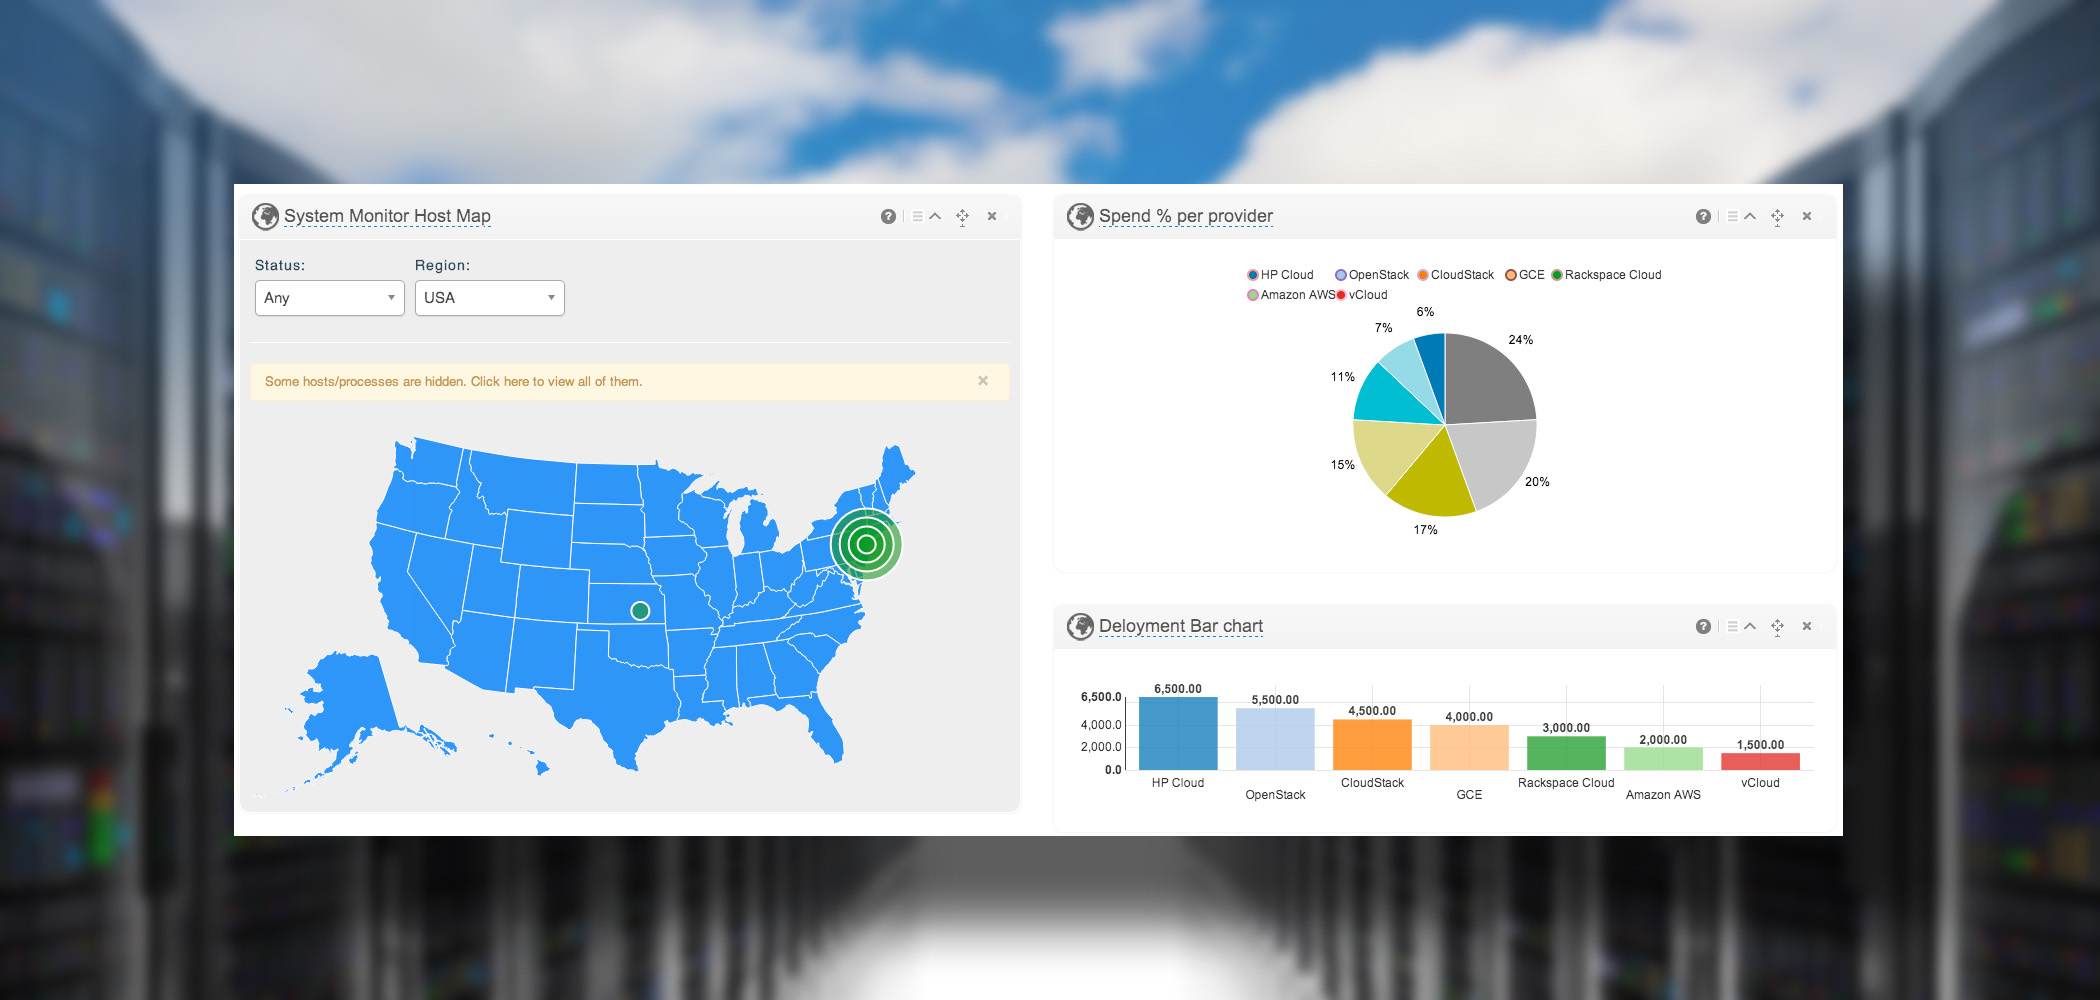 System Monitor Host Map
Status:
Region:
Any
USA
Some hosts/processes are hidden. Click here to view all of them.
Spend % per provider
HP Cloud OpenStack CloudStack GCE Rackspace Cloud
Amazon AWS vCloud
6%
7%
24%
11%
15%
20%
17%
Deloyment Bar chart
6,500.0
4,000.0
2,000.0
0.0
6,500.00
5,500.00
4,500.00
4,000.00
3,000.00
2,000.00
1,500.00
HP Cloud
OpenStack
CloudStack
GCE
Rackspace Cloud
Amazon AWS
vCloud